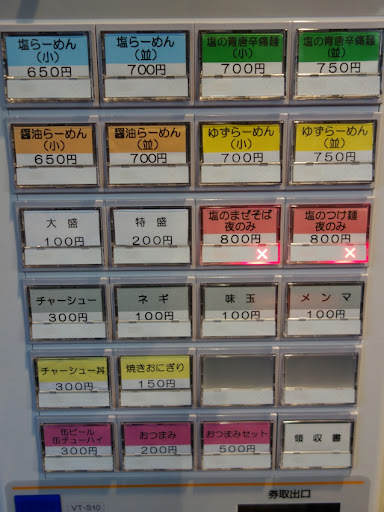 塩らーめん
(小)
650円
塩らーめん
(並)
700円
塩の青唐辛痛麺
(小)
700円
塩の青唐辛痛麺
(並)
750円
醤油らーめん
(小)
650円
醤油らーめん
(並)
700円
ゆずらーめん
(小)
700円
ゆずらーめん
(並)
750円
大盛
100円
特盛
200円
塩のまぜそば
夜のみ
800円
×
塩のつけ麺
夜のみ
800円
×
チャーシュー
300円
ネギ
100円
味玉
100円
メンマ
100円
チャーシュー丼
300円
焼きおにぎり
150円
缶ビール
缶チューハイ
300円
おつまみ
200円
おつまみセット
500円
領収書
VT-S10
券取出口